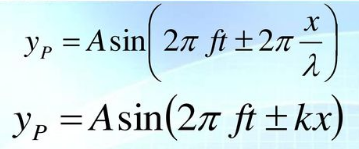 y_P = A sin(2π ft ± 2π x/λ)
y_P = A sin(2π ft ± kx)